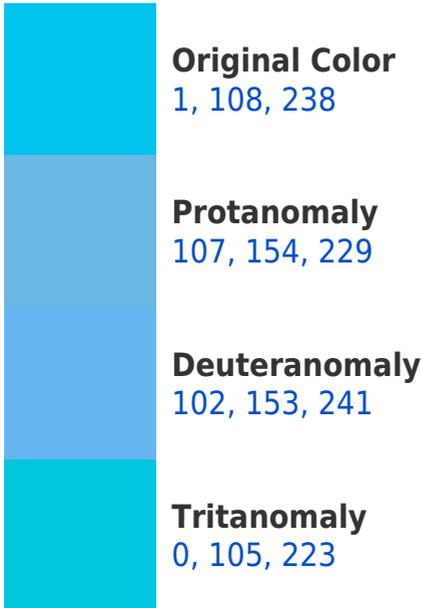 Original Color
1, 108, 238
Protanomaly
107, 154, 229
Deuteranomaly
102, 153, 241
Tritanomaly
0, 105, 223